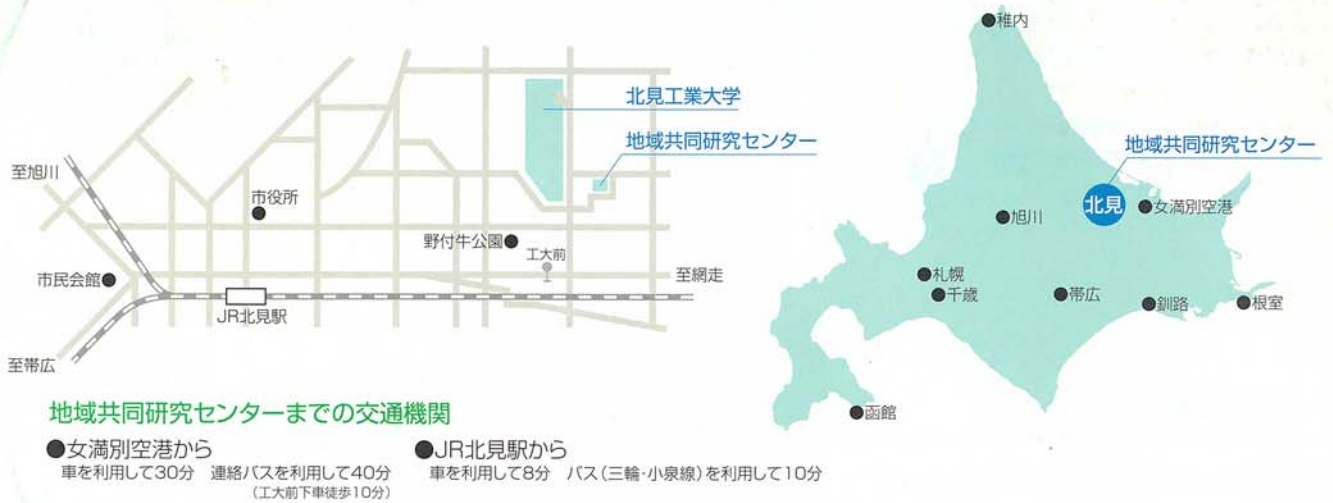 北見工業大学
地域共同研究センター
至旭川
市役所
野付牛公園
工大前
市民会館
至網走
JR北見駅
至帯広
稚内
地域共同研究センター
北見
女満別空港
旭川
札幌
千歳
帯広
釧路
根室
函館
地域共同研究センターまでの交通機関
●女満別空港から
車を利用して30分 連絡バスを利用して40分
(工大前下車徒歩10分)
●JR北見駅から
車を利用して8分 バス(三輪・小泉線)を利用して10分